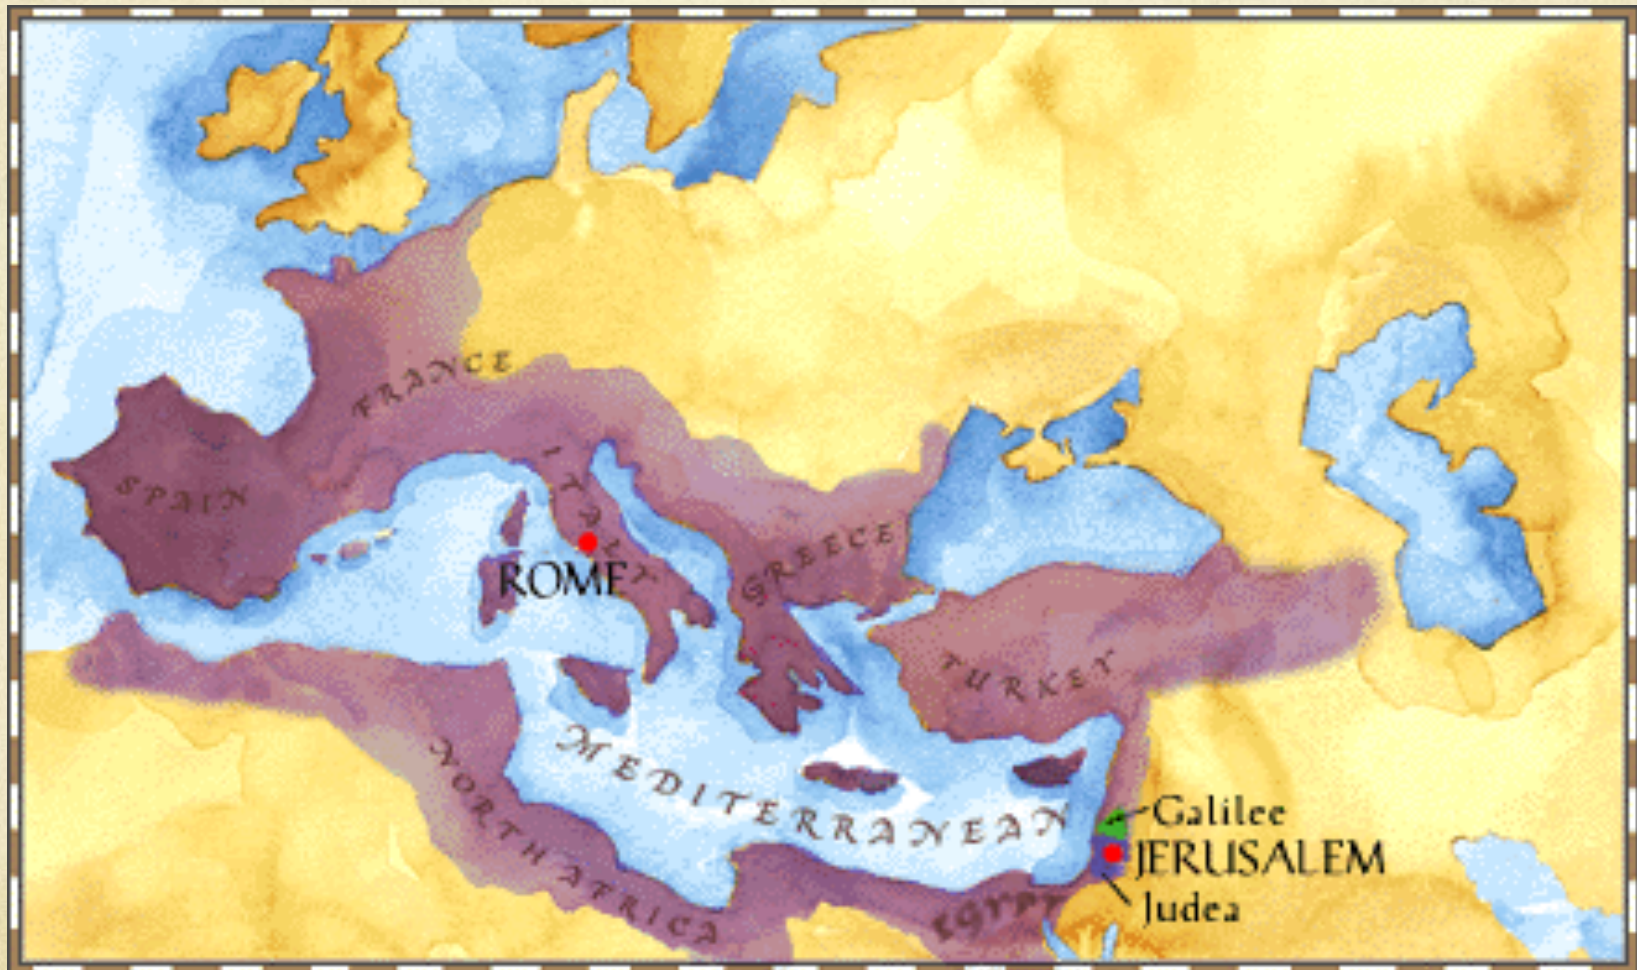 FRANCE
SPAIN
ITALY
ROME
GREECE
TURKEY
MEDITERRANEAN
NORTH AFRICA
Galilee
JERUSALEM
EGYPT
Judea